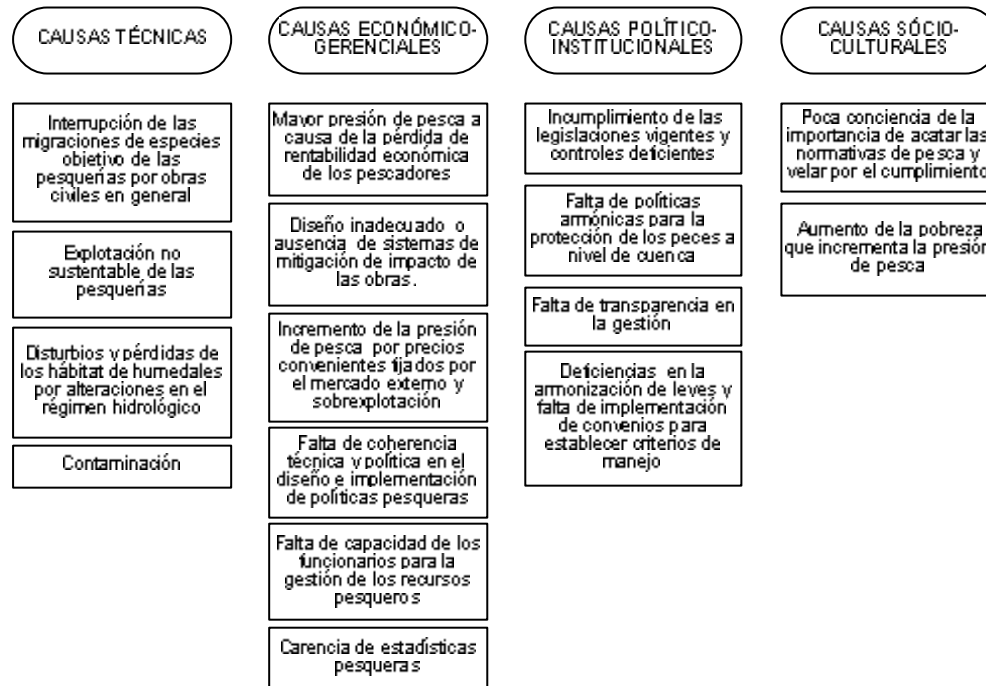 CAUSAS TÉCNICAS
Interrupción de las
migraciones de especies
objetivo de las
pesquerías por obras
civiles en general
Explotación no
sustentable de las
pesquerías
Disturbios y pérdidas de
los hábitat de humedales
por alteraciones en el
régimen hidrológico
Contaminación
CAUSAS ECONÓMICO-
GERENCIALES
Mayor presión de pesca a
causa de la pérdida de
rentabilidad económica
de los pescadores
Diseño inadecuado o
ausencia de sistemas de
mitigación de impacto de
las obras.
Incremento de la presión
de pesca por precios
convenientes fijados por
el mercado externo y
sobrexplotación
Falta de coherencia
técnica y política en el
diseño e implementación
de políticas pesqueras
Falta de capacidad de los
funcionarios para la
gestión de los recursos
pesqueros
Carencia de estadísticas
pesqueras
CAUSAS POLÍTICO-
INSTITUCIONALES
Incumplimiento de las
legislaciones vigentes y
controles deficientes
Falta de políticas
armónicas para la
protección de los peces a
nivel de cuenca
Falta de transparencia en
la gestión
Deficiencias en la
armonización de leyes y
falta de implementación
de convenios para
establecer criterios de
manejo
CAUSAS SÓCIO-
CULTURALES
Poca conciencia de la
importancia de acatar las
normativas de pesca y
velar por el cumplimiento
Aumento de la pobreza
que incrementa la presión
de pesca